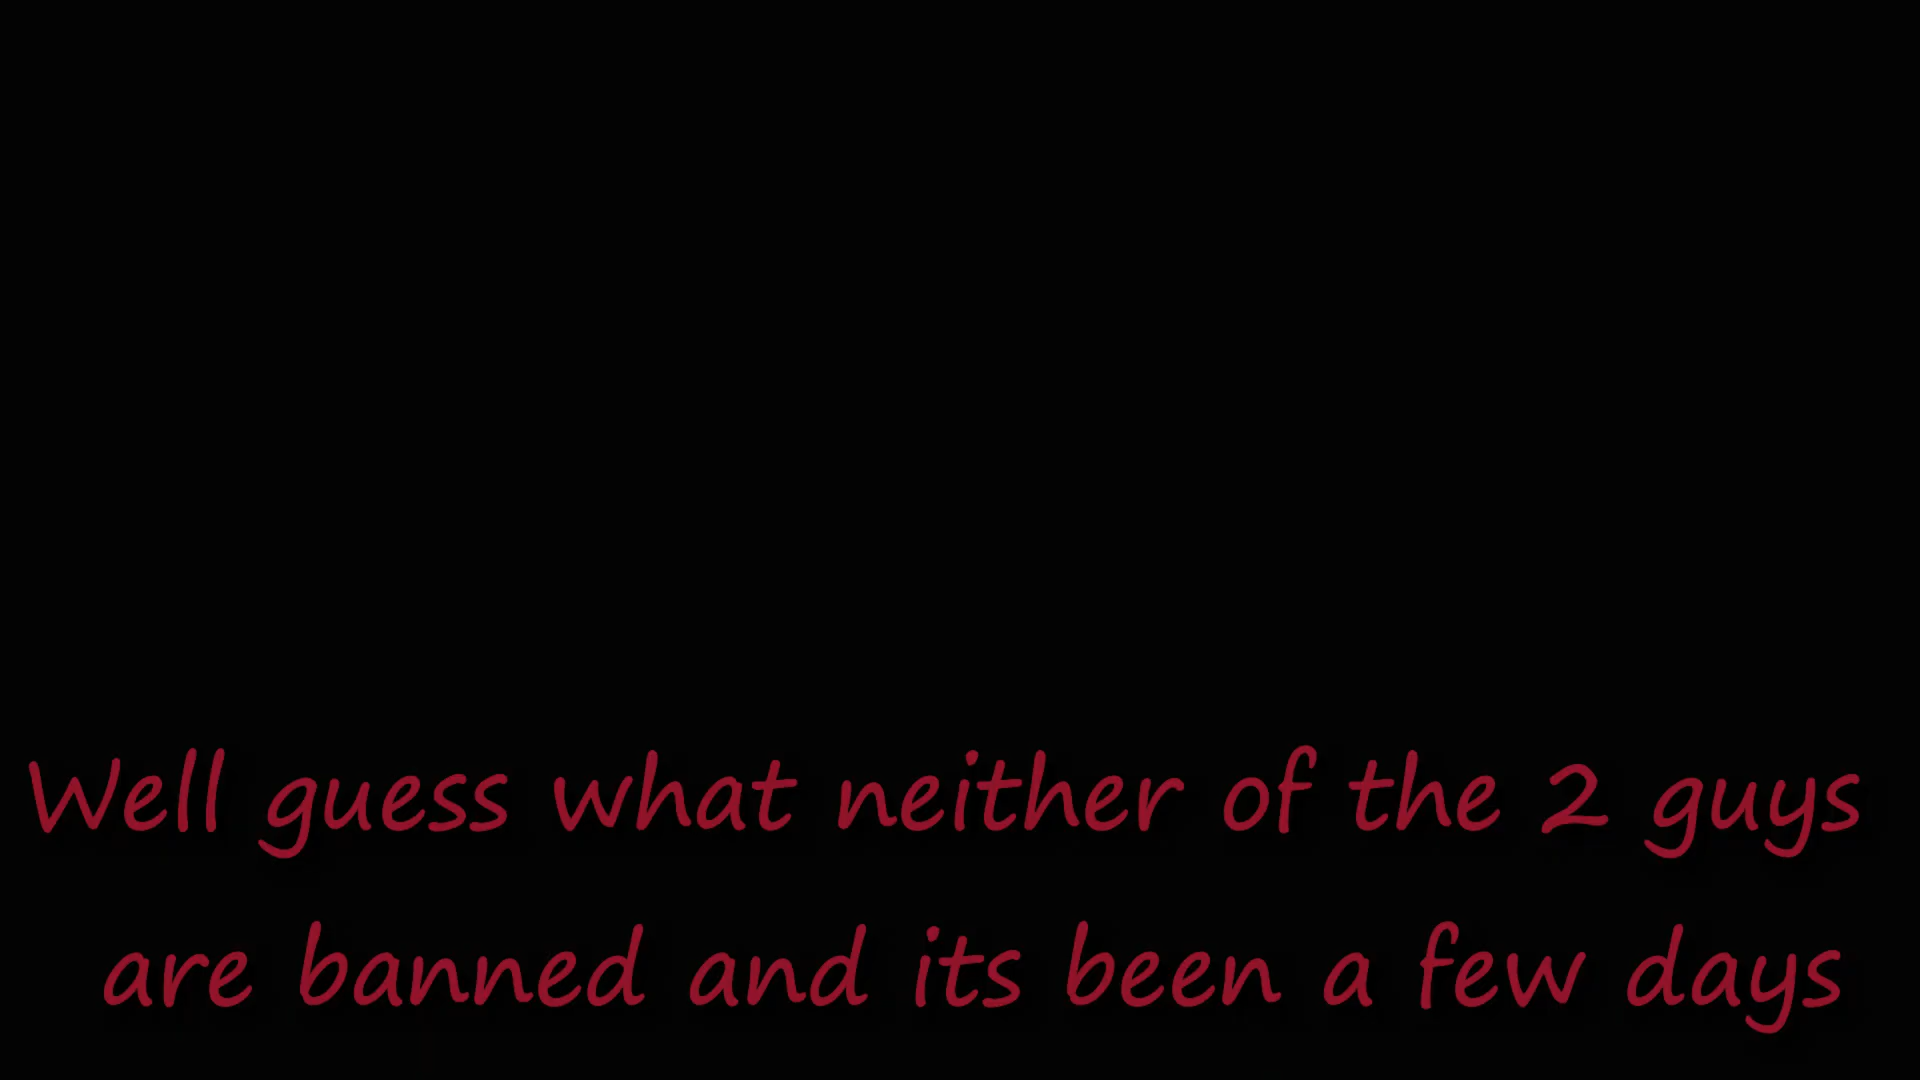 Well guess what neither of the 2 guys
are banned and its been a few days